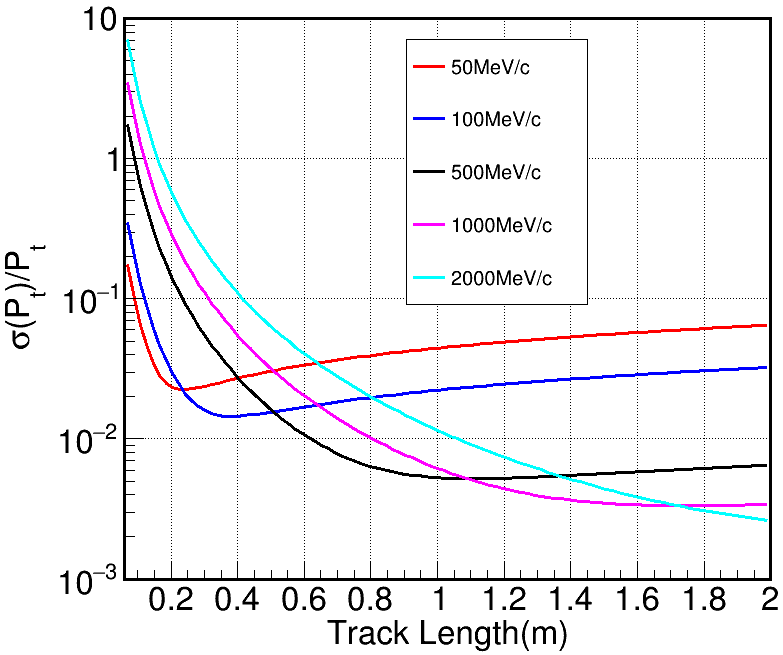 10
1
10⁻¹
10⁻²
10⁻³
σ(Pₜ)/Pₜ
50MeV/c
100MeV/c
500MeV/c
1000MeV/c
2000MeV/c
0.2 0.4 0.6 0.8 1 1.2 1.4 1.6 1.8 2
Track Length(m)